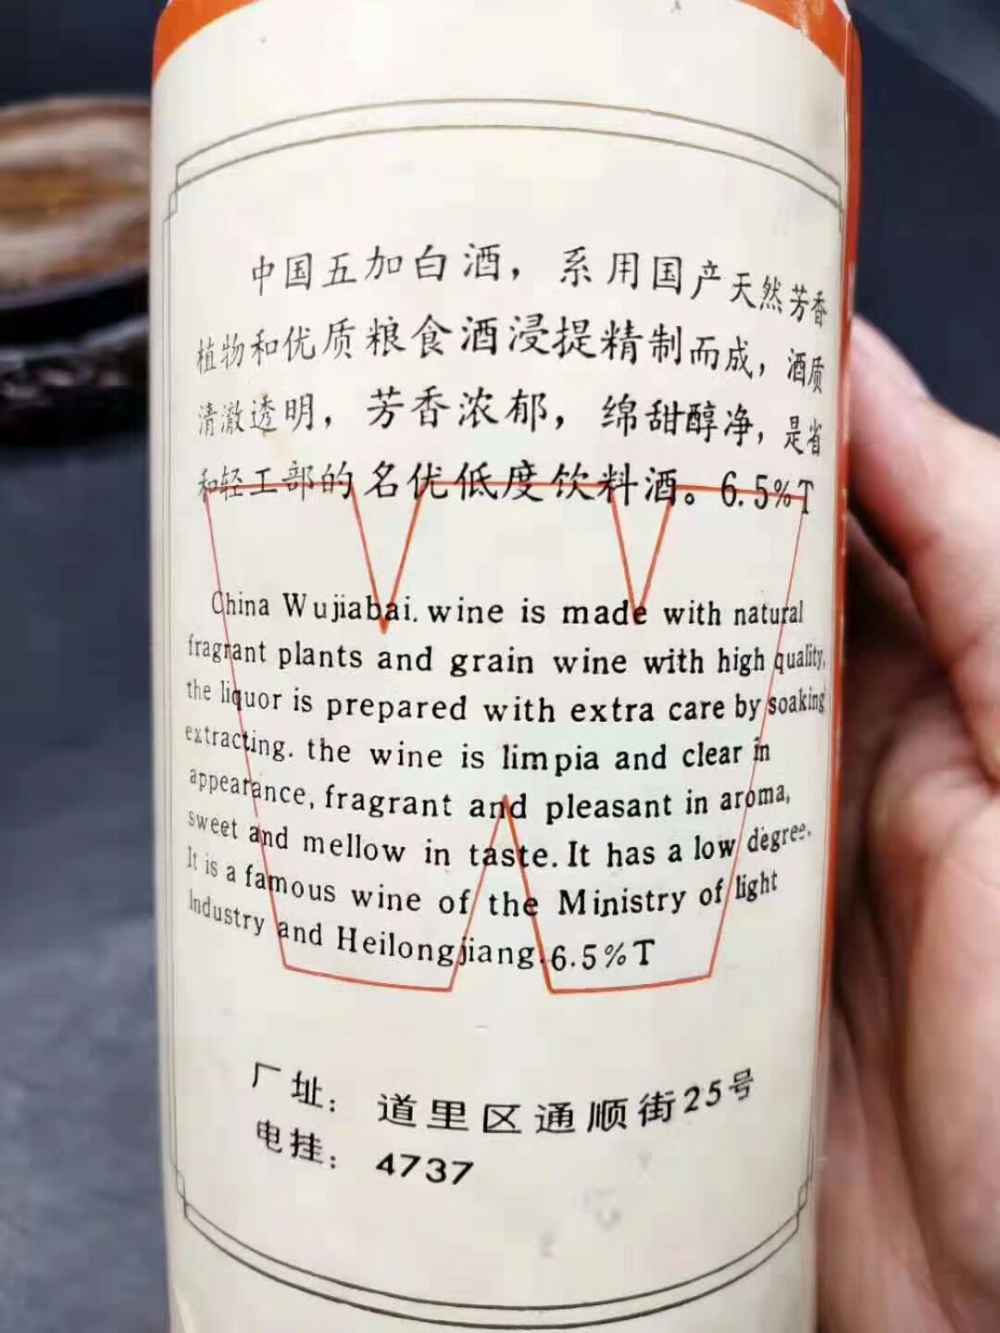 中国五加白酒，系用国产天然芳香
植物和优质粮食酒浸提精制而成，酒质
清澈透明，芳香浓郁，绵甜醇净，是省
和轻工部的名优低度饮料酒。6.5%T
China Wujiabai. wine is made with natural
fragrant plants and grain wine with high quality,
the liquor is prepared with extra care by soaking
extracting. the wine is limpia and clear in
appearance, fragrant and pleasant in aroma,
sweet and mellow in taste. It has a low degree.
It is a famous wine of the Ministry of light
Industry and Heilongjiang. 6.5%T
厂址：道里区通顺街25号
电挂：4737